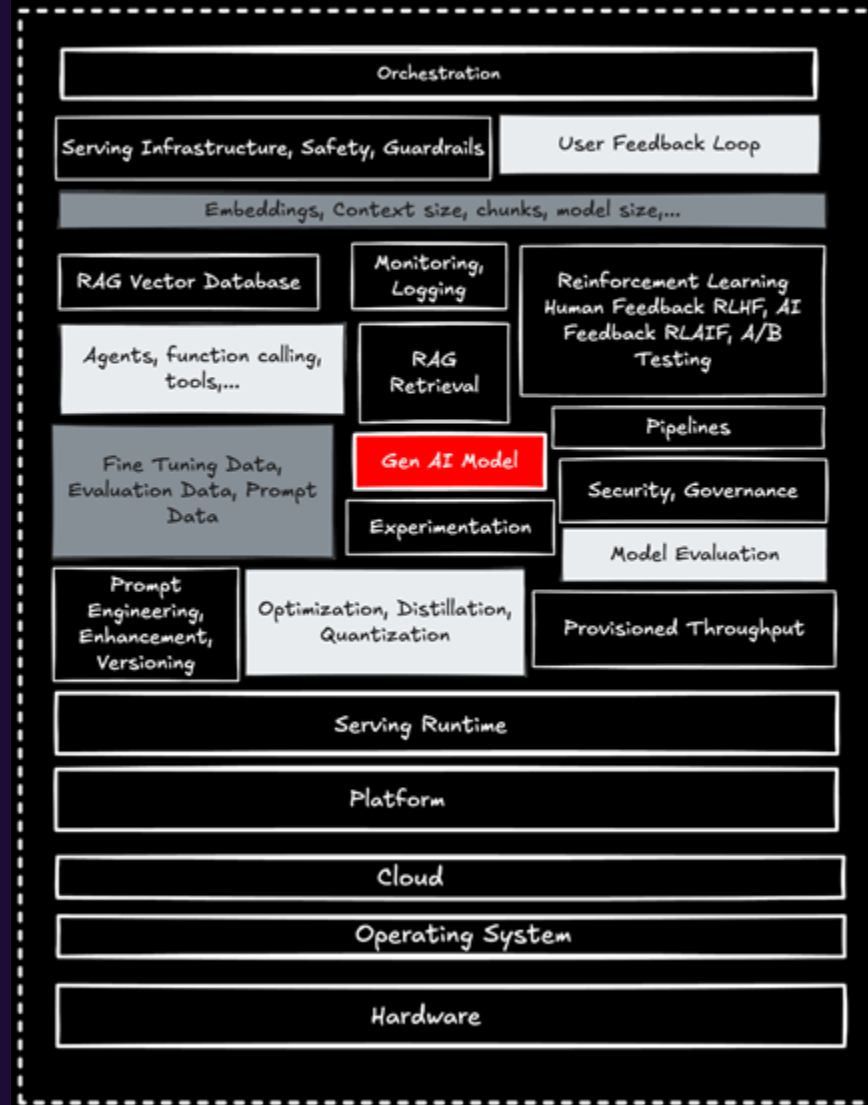 Orchestration
Serving Infrastructure, Safety, Guardrails
User Feedback Loop
Embeddings, Context size, chunks, model size,...
RAG Vector Database
Monitoring,
Logging
Reinforcement Learning
Human Feedback RLHF, AI
Feedback RLAIF, A/B
Testing
Agents, function calling,
tools,...
RAG
Retrieval
Pipelines
Fine Tuning Data,
Evaluation Data, Prompt
Data
Gen AI Model
Security, Governance
Experimentation
Model Evaluation
Prompt
Engineering,
Enhancement,
Versioning
Optimization, Distillation,
Quantization
Provisioned Throughput
Serving Runtime
Platform
Cloud
Operating System
Hardware